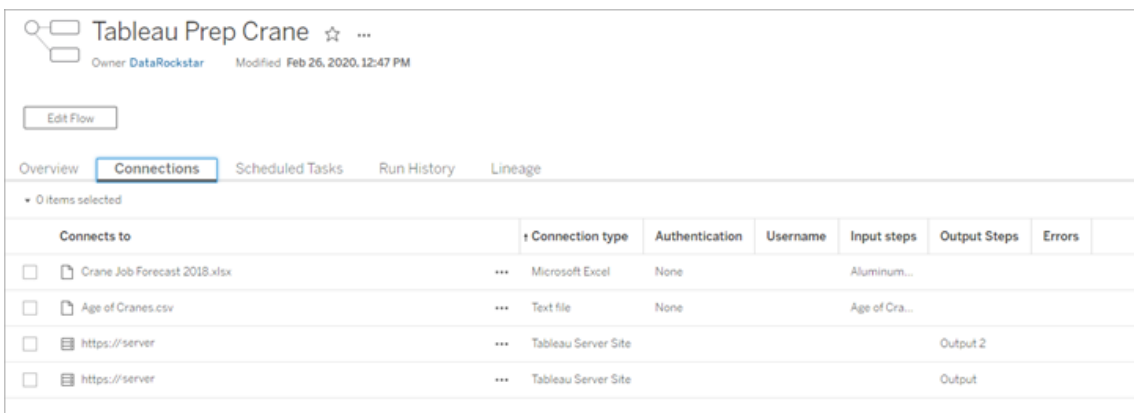 Tableau Prep Crane ☆ ...
Owner DataRockstar Modified Feb 26, 2020, 12:47 PM
Edit Flow
Overview Connections Scheduled Tasks Run History Lineage
▾ 0 items selected
Connects to ↑ Connection type Authentication Username Input steps Output Steps Errors
Crane Job Forecast 2018.xlsx ... Microsoft Excel None Aluminum...
Age of Cranes.csv ... Text file None Age of Cra...
https://server ... Tableau Server Site Output 2
https://server ... Tableau Server Site Output